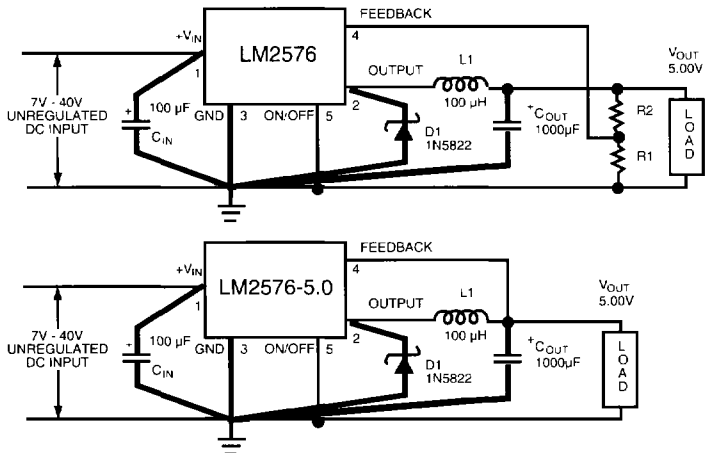 FEEDBACK
+VIN
LM2576
4
L1
VOUT
5.00V
1
OUTPUT
7V - 40V
UNREGULATED
DC INPUT
+
100 µF
CIN
GND
3
ON/OFF
5
2
100 µH
D1
1N5822
+COUT
1000µF
R2
R1
LOAD
FEEDBACK
+VIN
LM2576-5.0
4
L1
VOUT
5.00V
1
OUTPUT
7V - 40V
UNREGULATED
DC INPUT
+
100 µF
CIN
GND
3
ON/OFF
5
2
100 µH
D1
1N5822
+COUT
1000µF
LOAD